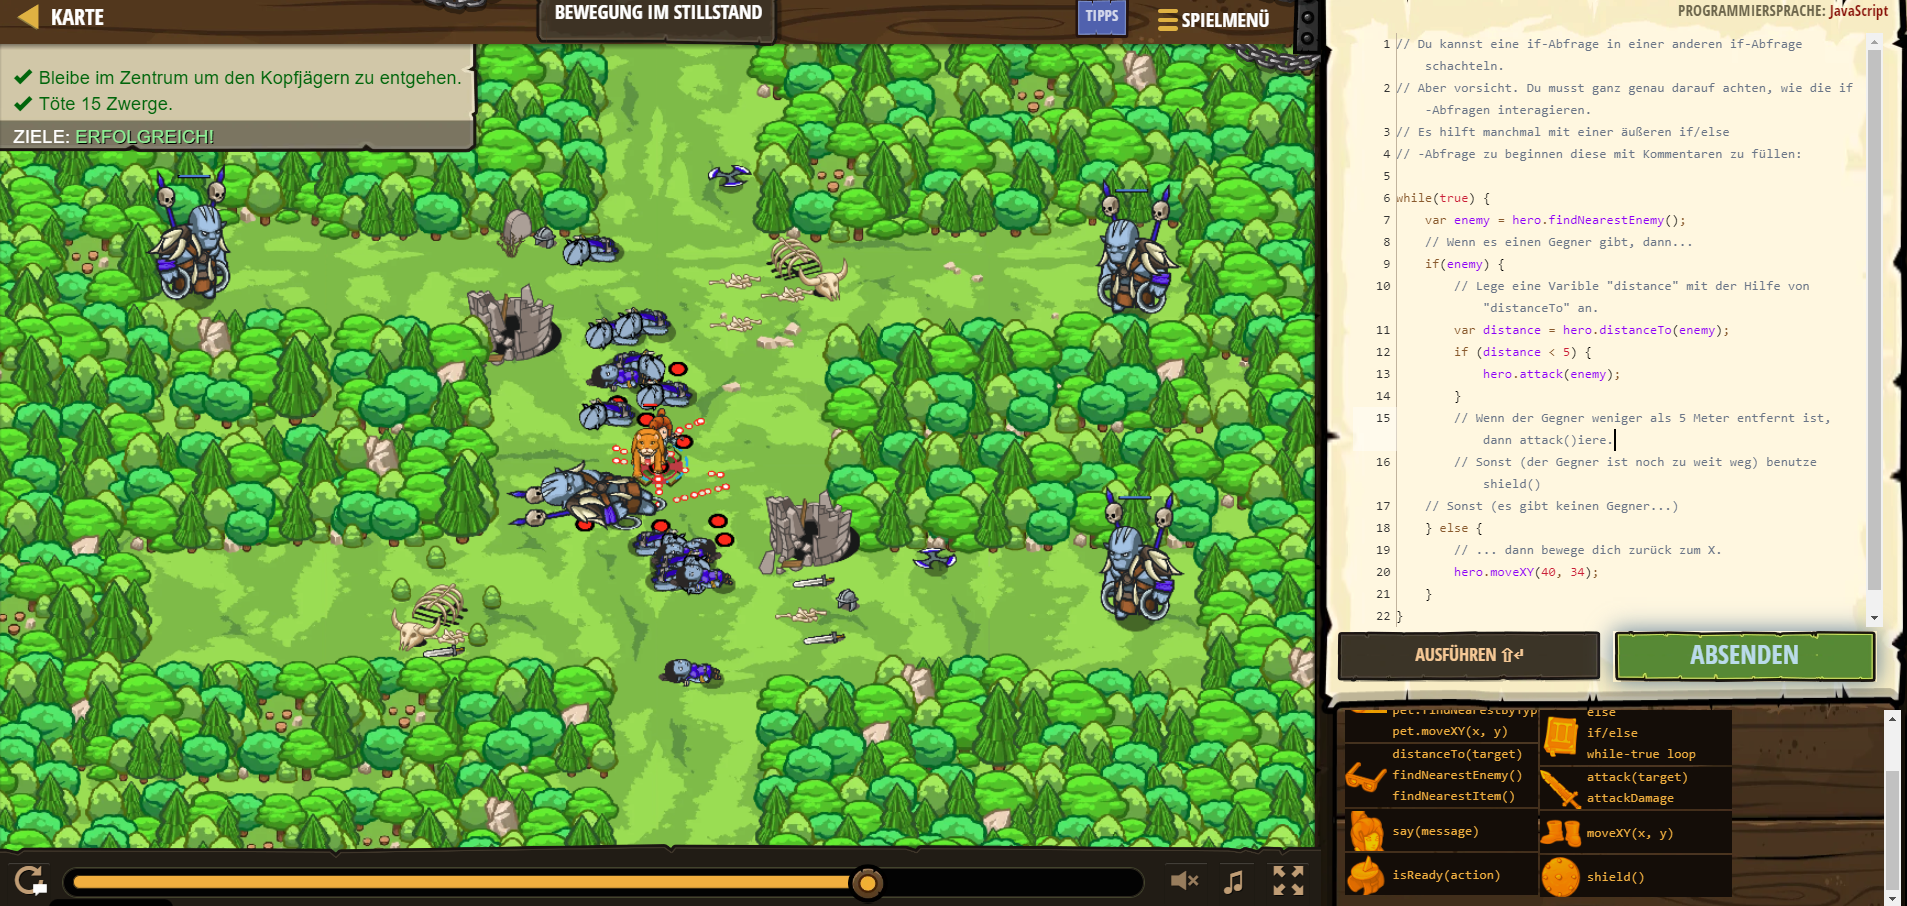 KARTE
BEWEGUNG IM STILLSTAND
TIPPS
SPIELMENÜ
PROGRAMMIERSPRACHE: JavaScript
Bleibe im Zentrum um den Kopfjägern zu entgehen.
Töte 15 Zwerge.
ZIELE: ERFOLGREICH!
1 // Du kannst eine if-Abfrage in einer anderen if-Abfrage
schachteln.
2 // Aber vorsicht. Du musst ganz genau darauf achten, wie die if
-Abfragen interagieren.
3 // Es hilft manchmal mit einer äußeren if/else
4 // -Abfrage zu beginnen diese mit Kommentaren zu füllen:
5
6 while(true) {
7 var enemy = hero.findNearestEnemy();
8 // Wenn es einen Gegner gibt, dann...
9 if(enemy) {
10 // Lege eine Varible "distance" mit der Hilfe von
"distanceTo" an.
11 var distance = hero.distanceTo(enemy);
12 if (distance < 5) {
13 hero.attack(enemy);
14 }
15 // Wenn der Gegner weniger als 5 Meter entfernt ist,
dann attack()iere.
16 // Sonst (der Gegner ist noch zu weit weg) benutze
shield()
17 // Sonst (es gibt keinen Gegner...)
18 } else {
19 // ... dann bewege dich zurück zum X.
20 hero.moveXY(40, 34);
21 }
22 }
AUSFÜHREN ⇧↵
ABSENDEN
pet.findNearestByTyp
pet.moveXY(x, y)
distanceTo(target)
findNearestEnemy()
findNearestItem()
say(message)
isReady(action)
else
if/else
while-true loop
attack(target)
attackDamage
moveXY(x, y)
shield()